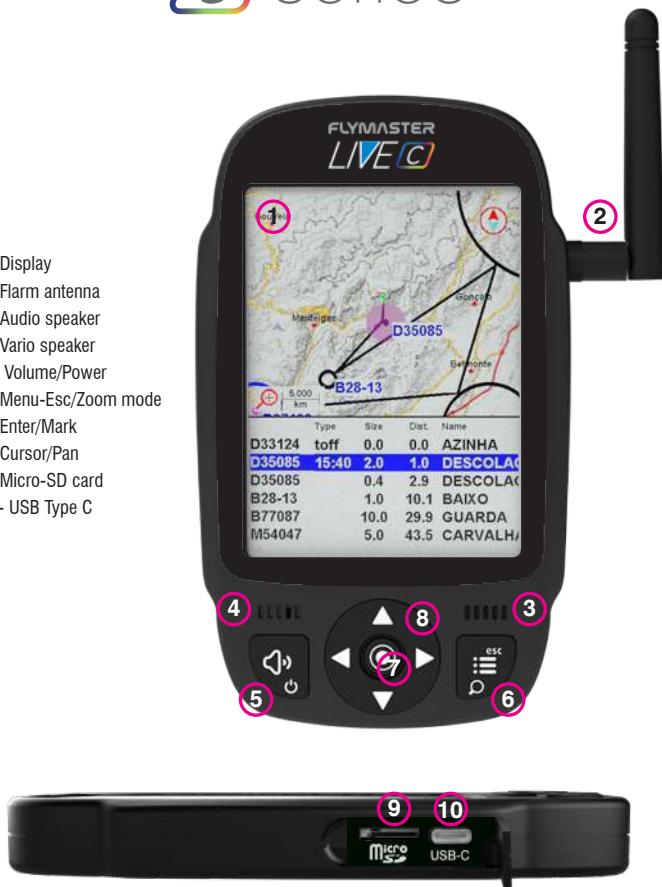 FLYMASTER
LIVE C
1
2
Display
Flarm antenna
Audio speaker
Vario speaker
Volume/Power
Menu-Esc/Zoom mode
Enter/Mark
Cursor/Pan
Micro-SD card
- USB Type C
Gonçalo
Manteigas
D35085
Belmonte
B28-13
5,000
km
Type Size Dist. Name
D33124 toff 0.0 0.0 AZINHA
D35085 15:40 2.0 1.0 DESCOLAÇ
D35085 0.4 2.9 DESCOLAÇ
B28-13 1.0 10.1 BAIXO
B77087 10.0 29.9 GUARDA
M54047 5.0 43.5 CARVALHA
4
3
8
7
esc
5
6
9
10
Micro SD
USB-C